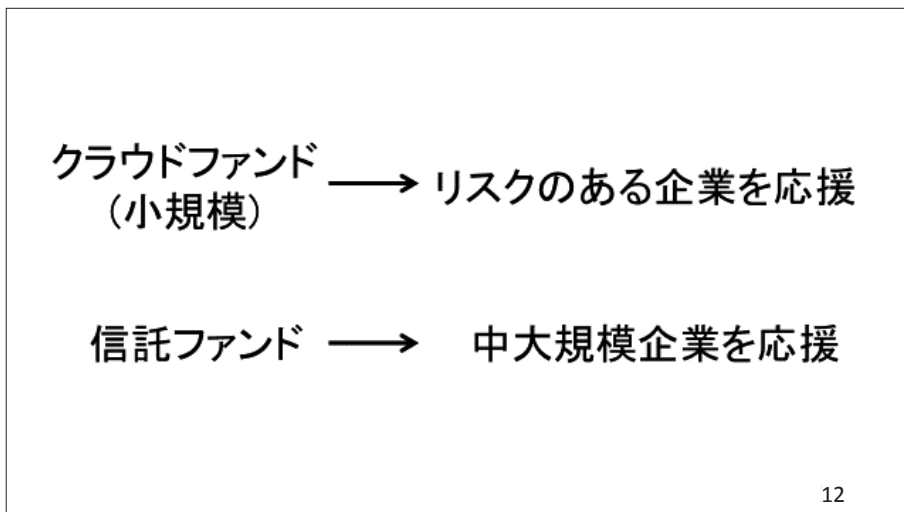 クラウドファンド
(小規模)
→ リスクのある企業を応援
信託ファンド → 中大規模企業を応援
12